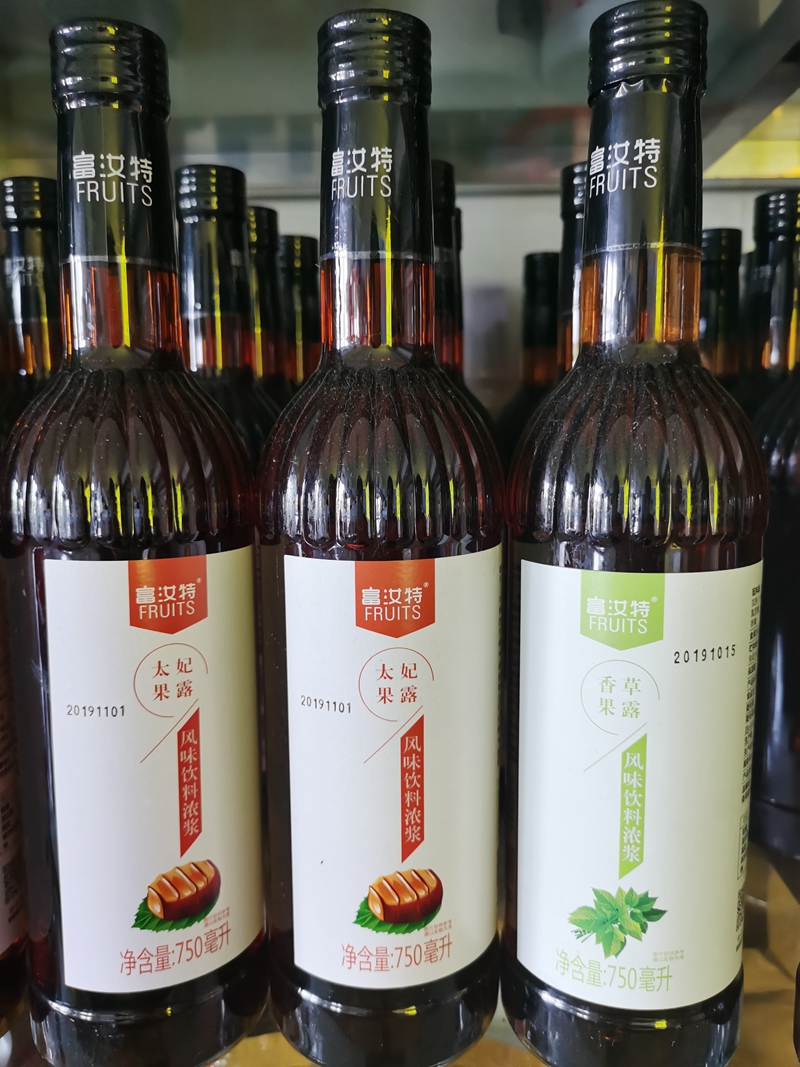 富汝特
FRUITS
富汝特®
FRUITS
太妃
果露
20191101
风味饮料浓浆
净含量:750毫升
富汝特
FRUITS
富汝特®
FRUITS
太妃
果露
20191101
风味饮料浓浆
净含量:750毫升
富汝特
FRUITS
富汝特®
FRUITS
20191015
香草
果露
风味饮料浓浆
净含量:750毫升